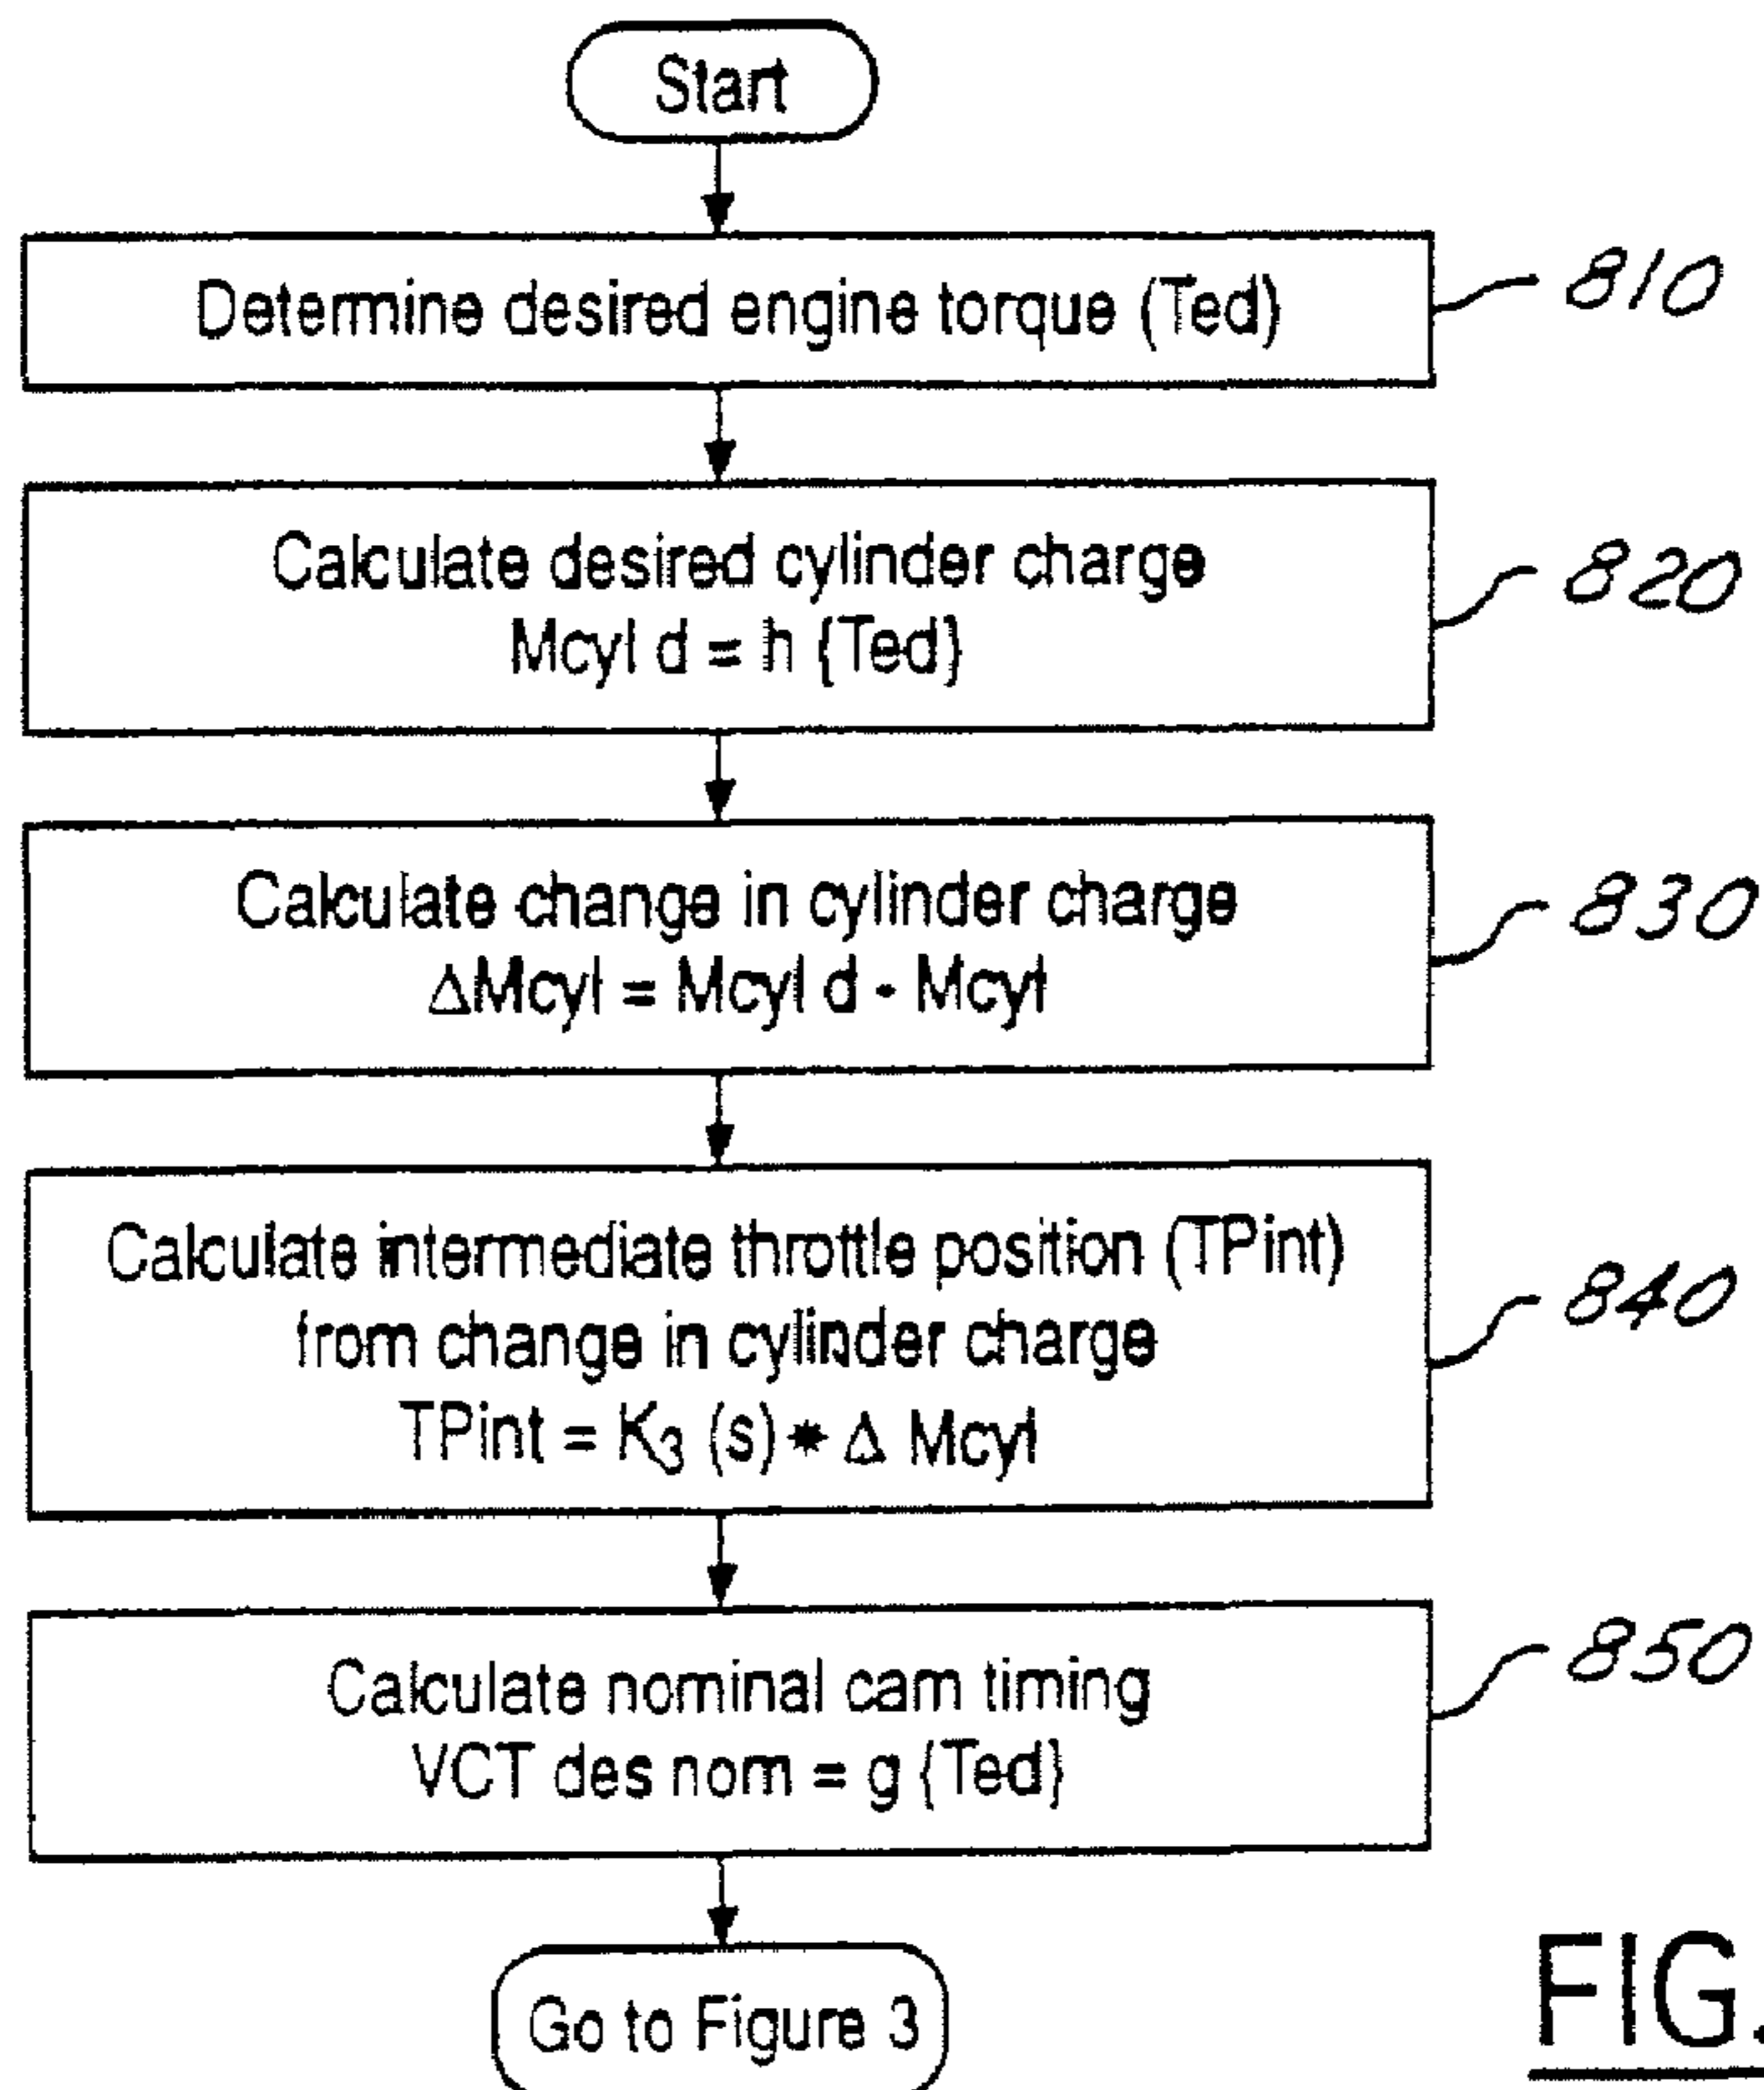 Start
Determine desired engine torque (Ted)
810
Calculate desired cylinder charge
Mcyl d = h {Ted}
820
Calculate change in cylinder charge
ΔMcyl = Mcyl d - Mcyl
830
Calculate intermediate throttle position (TPint)
from change in cylinder charge
TPint = K₃ (s) * Δ Mcyl
840
Calculate nominal cam timing
VCT des nom = g {Ted}
850
Go to Figure 3
FIG.